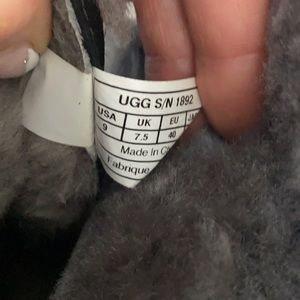 UGG S/N 1892
USA UK EU
9 7.5 40
Made in
Fabrique